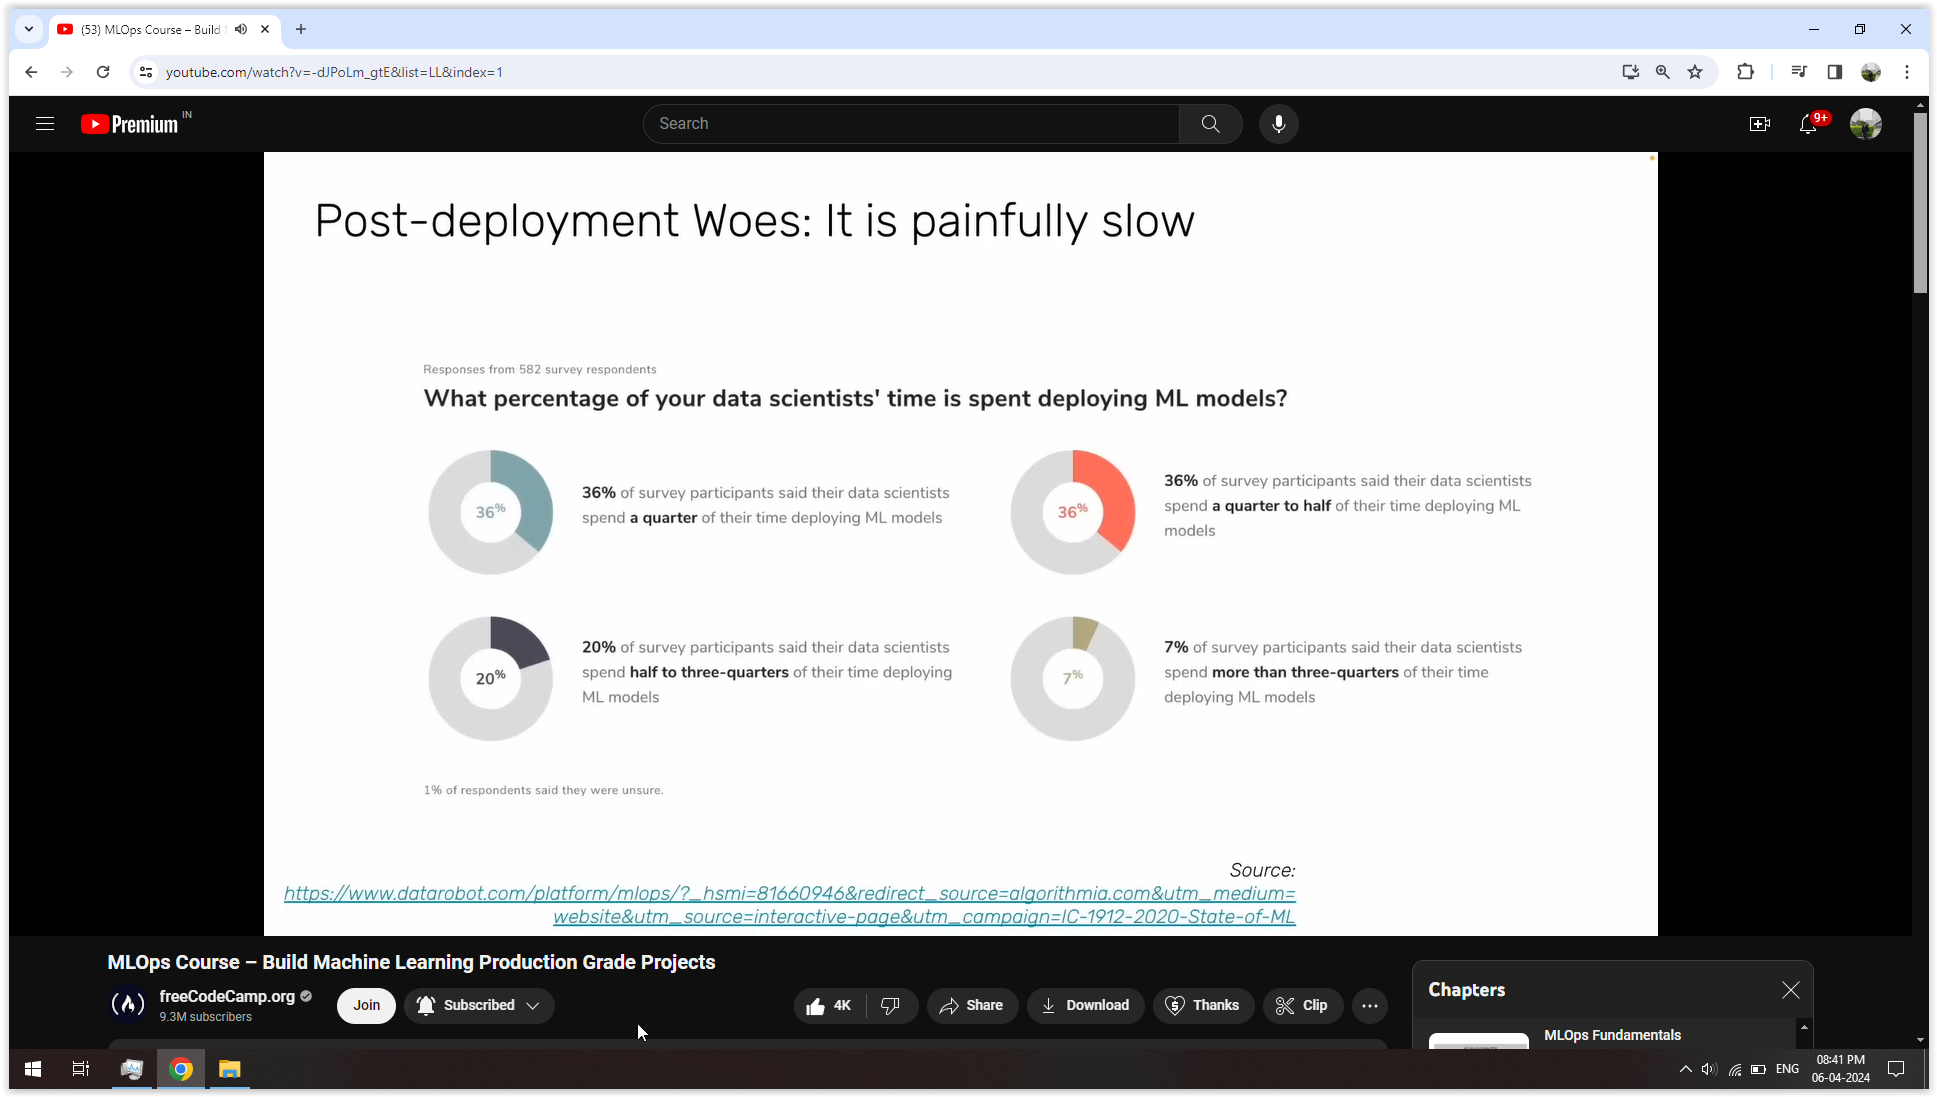 (53) MLOps Course – Build
youtube.com/watch?v=-dJPoLm_gtE&list=LL&index=1
Premium IN
Search
9+
Post-deployment Woes: It is painfully slow
Responses from 582 survey respondents
What percentage of your data scientists' time is spent deploying ML models?
36%
36% of survey participants said their data scientists
spend a quarter of their time deploying ML models
36%
36% of survey participants said their data scientists
spend a quarter to half of their time deploying ML
models
20%
20% of survey participants said their data scientists
spend half to three-quarters of their time deploying
ML models
7%
7% of survey participants said their data scientists
spend more than three-quarters of their time
deploying ML models
1% of respondents said they were unsure.
Source:
https://www.datarobot.com/platform/mlops/?_hsmi=81660946&redirect_source=algorithmia.com&utm_medium=
website&utm_source=interactive-page&utm_campaign=IC-1912-2020-State-of-ML
MLOps Course – Build Machine Learning Production Grade Projects
freeCodeCamp.org
9.3M subscribers
Join
Subscribed
4K
Share
Download
Thanks
Clip
Chapters
MLOps Fundamentals
ENG
08:41 PM
06-04-2024